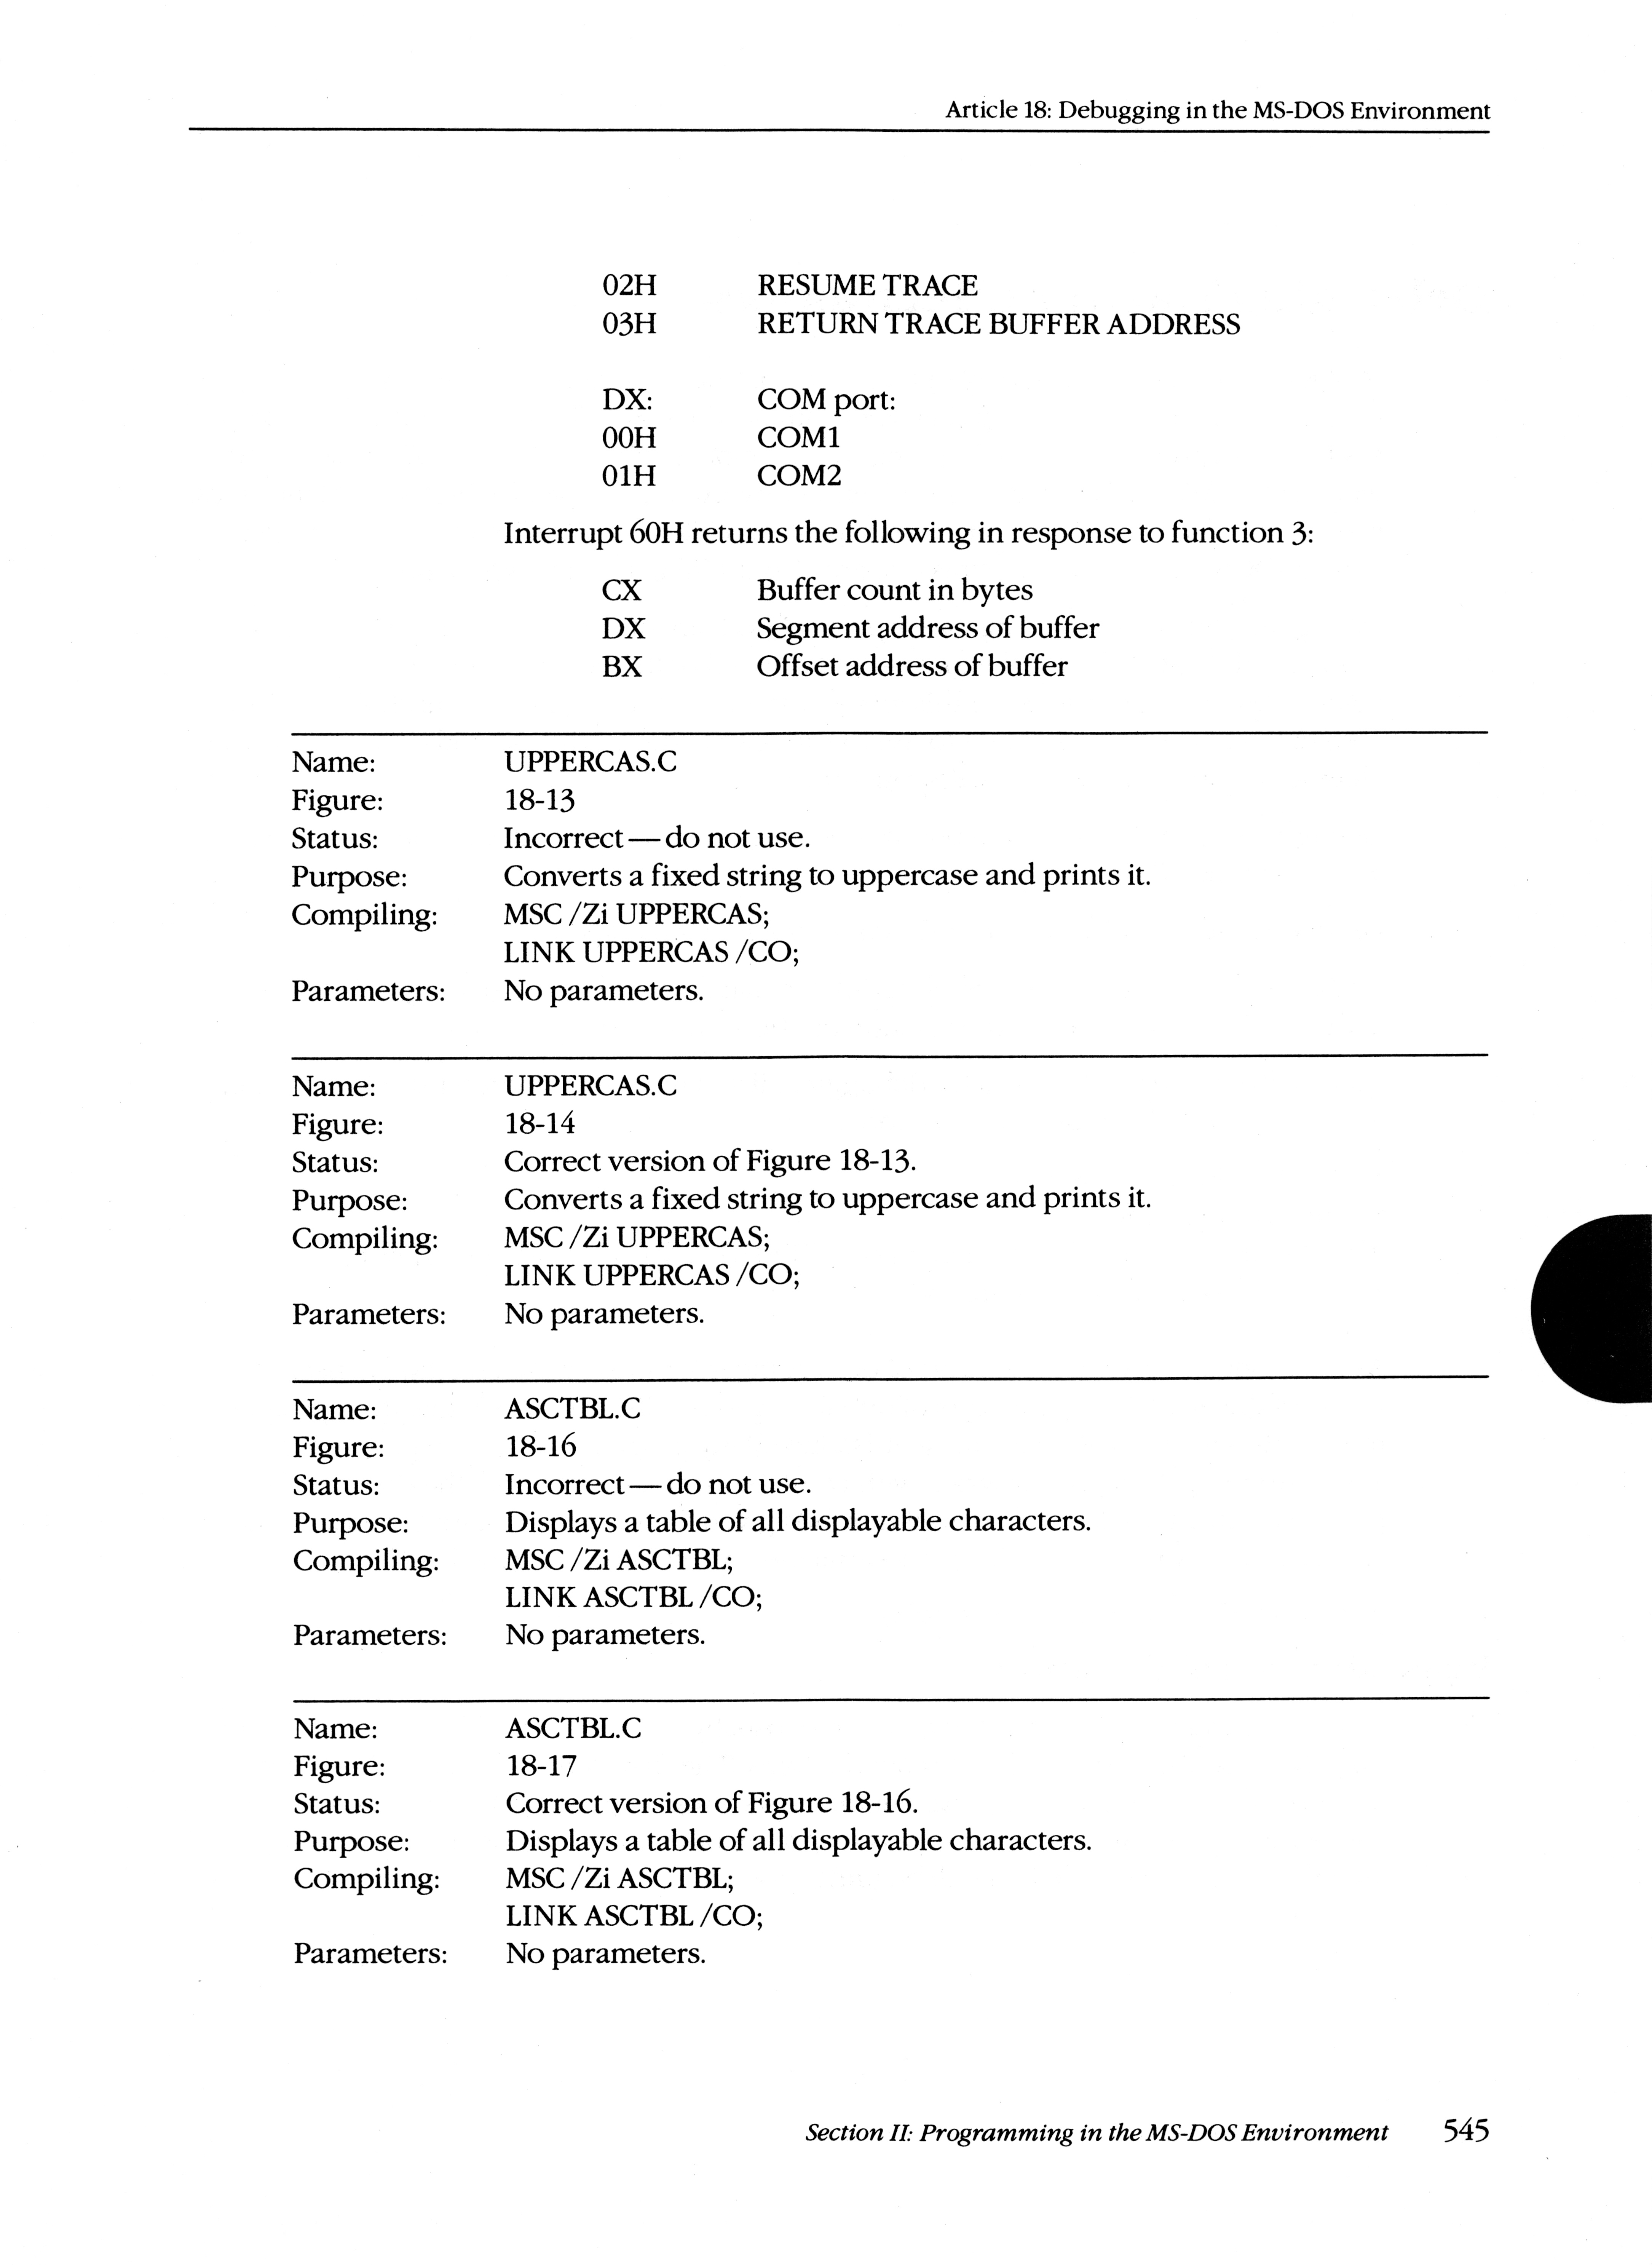 Article 18: Debugging in the MS-DOS Environment
02H RESUME TRACE
03H RETURN TRACE BUFFER ADDRESS
DX: COM port:
00H COM1
01H COM2
Interrupt 60H returns the following in response to function 3:
CX Buffer count in bytes
DX Segment address of buffer
BX Offset address of buffer
Name: UPPERCAS.C
Figure: 18-13
Status: Incorrect — do not use.
Purpose: Converts a fixed string to uppercase and prints it.
Compiling: MSC /Zi UPPERCAS;
LINK UPPERCAS /CO;
Parameters: No parameters.
Name: UPPERCAS.C
Figure: 18-14
Status: Correct version of Figure 18-13.
Purpose: Converts a fixed string to uppercase and prints it.
Compiling: MSC /Zi UPPERCAS;
LINK UPPERCAS /CO;
Parameters: No parameters.
Name: ASCTBL.C
Figure: 18-16
Status: Incorrect — do not use.
Purpose: Displays a table of all displayable characters.
Compiling: MSC /Zi ASCTBL;
LINK ASCTBL /CO;
Parameters: No parameters.
Name: ASCTBL.C
Figure: 18-17
Status: Correct version of Figure 18-16.
Purpose: Displays a table of all displayable characters.
Compiling: MSC /Zi ASCTBL;
LINK ASCTBL /CO;
Parameters: No parameters.
Section II: Programming in the MS-DOS Environment 545